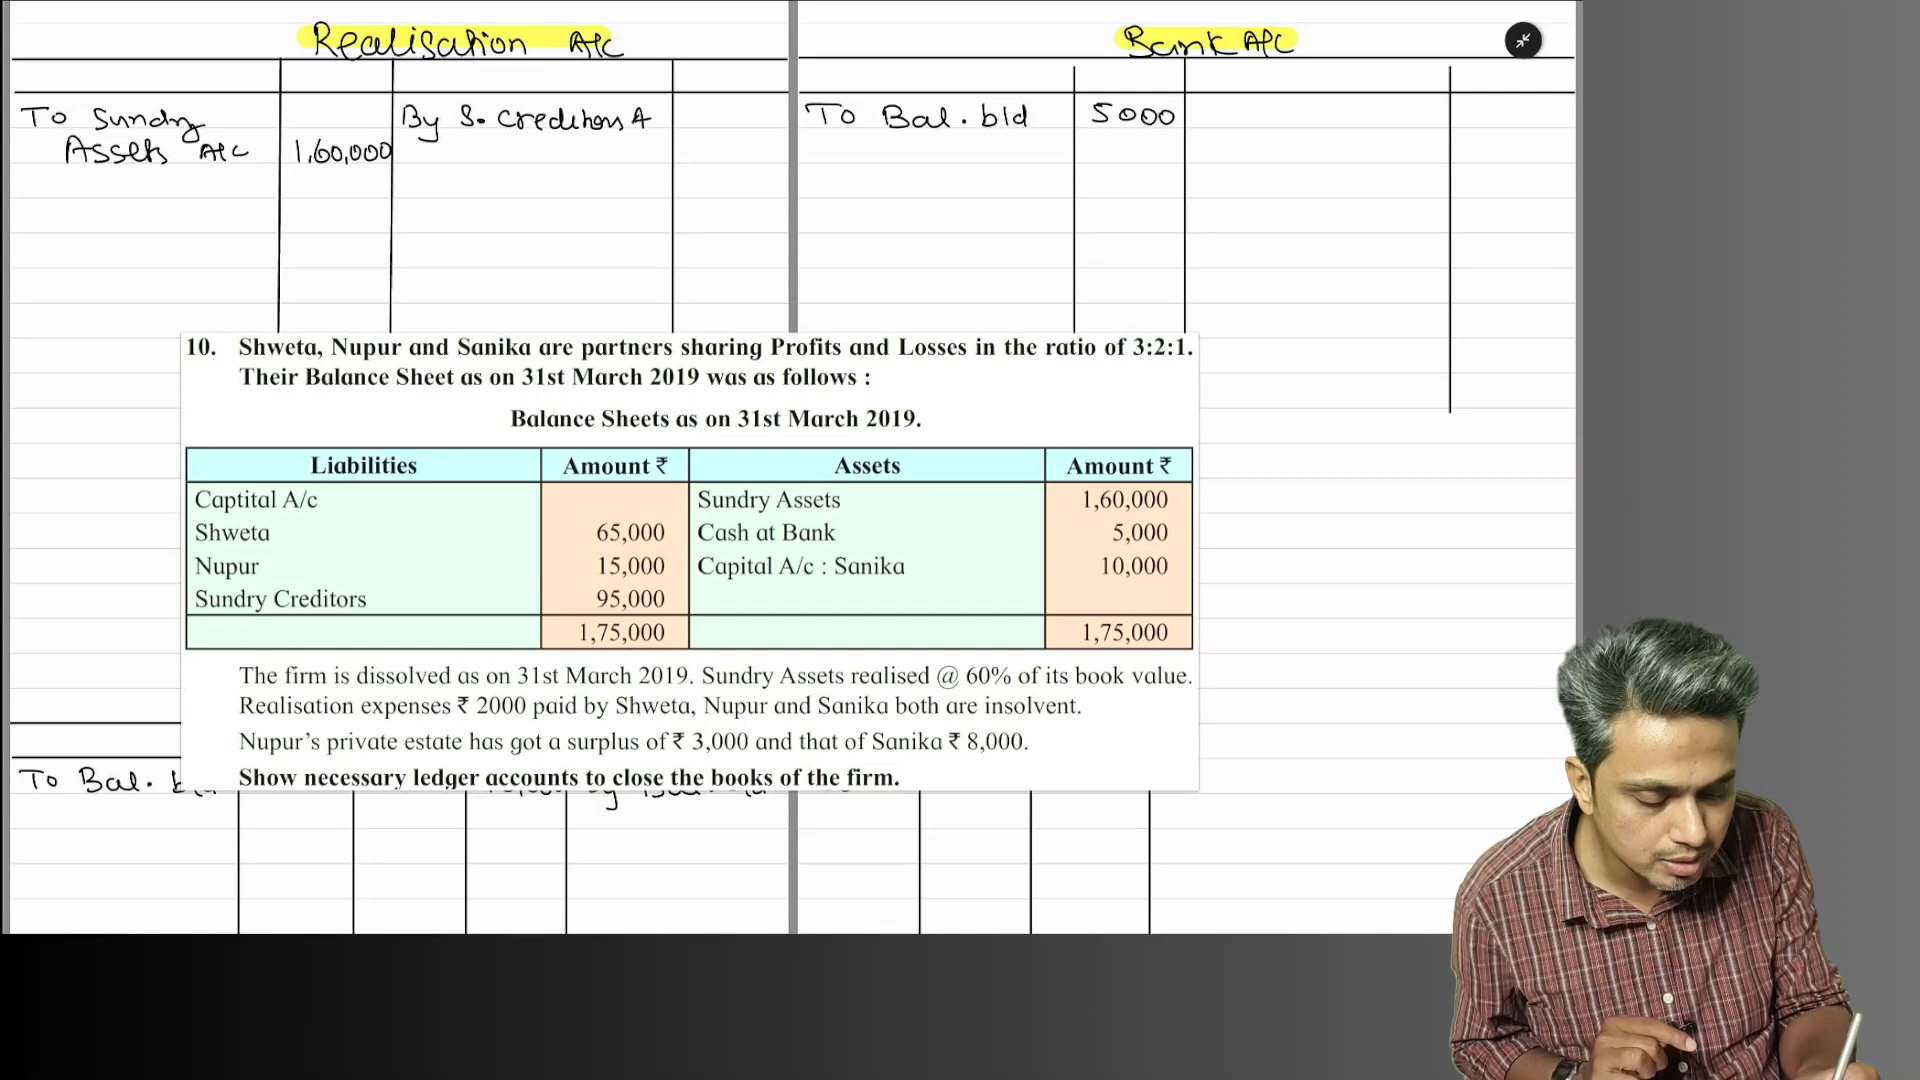 Realisation A/c
Bank A/c
To Sundry Assets A/c 1,60,000
By S. Creditors A
To Bal. b/d 5000
10. Shweta, Nupur and Sanika are partners sharing Profits and Losses in the ratio of 3:2:1.
Their Balance Sheet as on 31st March 2019 was as follows :
Balance Sheets as on 31st March 2019.
Liabilities Amount ₹ Assets Amount ₹
Captital A/c Sundry Assets 1,60,000
Shweta 65,000 Cash at Bank 5,000
Nupur 15,000 Capital A/c : Sanika 10,000
Sundry Creditors 95,000
1,75,000 1,75,000
The firm is dissolved as on 31st March 2019. Sundry Assets realised @ 60% of its book value.
Realisation expenses ₹ 2000 paid by Shweta, Nupur and Sanika both are insolvent.
Nupur's private estate has got a surplus of ₹ 3,000 and that of Sanika ₹ 8,000.
Show necessary ledger accounts to close the books of the firm.
To Bal.